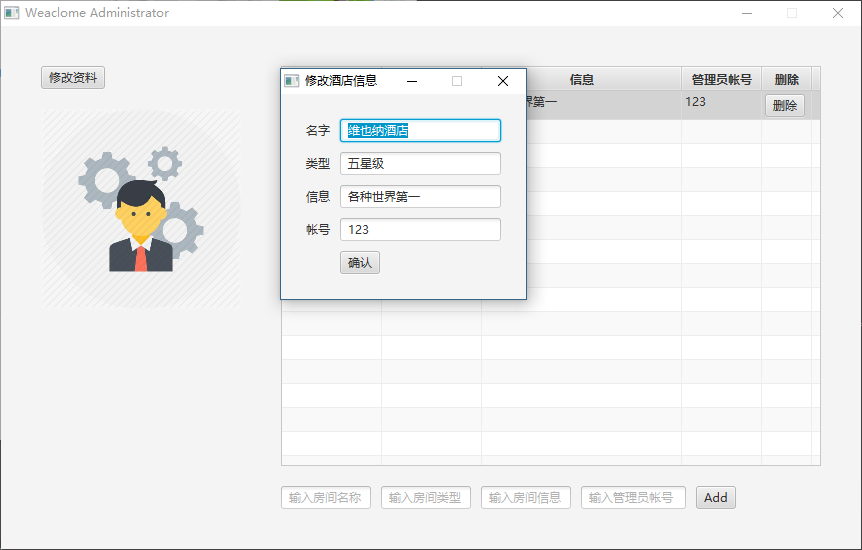 Weaclome Administrator
修改资料
信息
管理员帐号
删除
界第一
123
删除
修改酒店信息
名字
维也纳酒店
类型
五星级
信息
各种世界第一
帐号
123
确认
输入房间名称
输入房间类型
输入房间信息
输入管理员帐号
Add